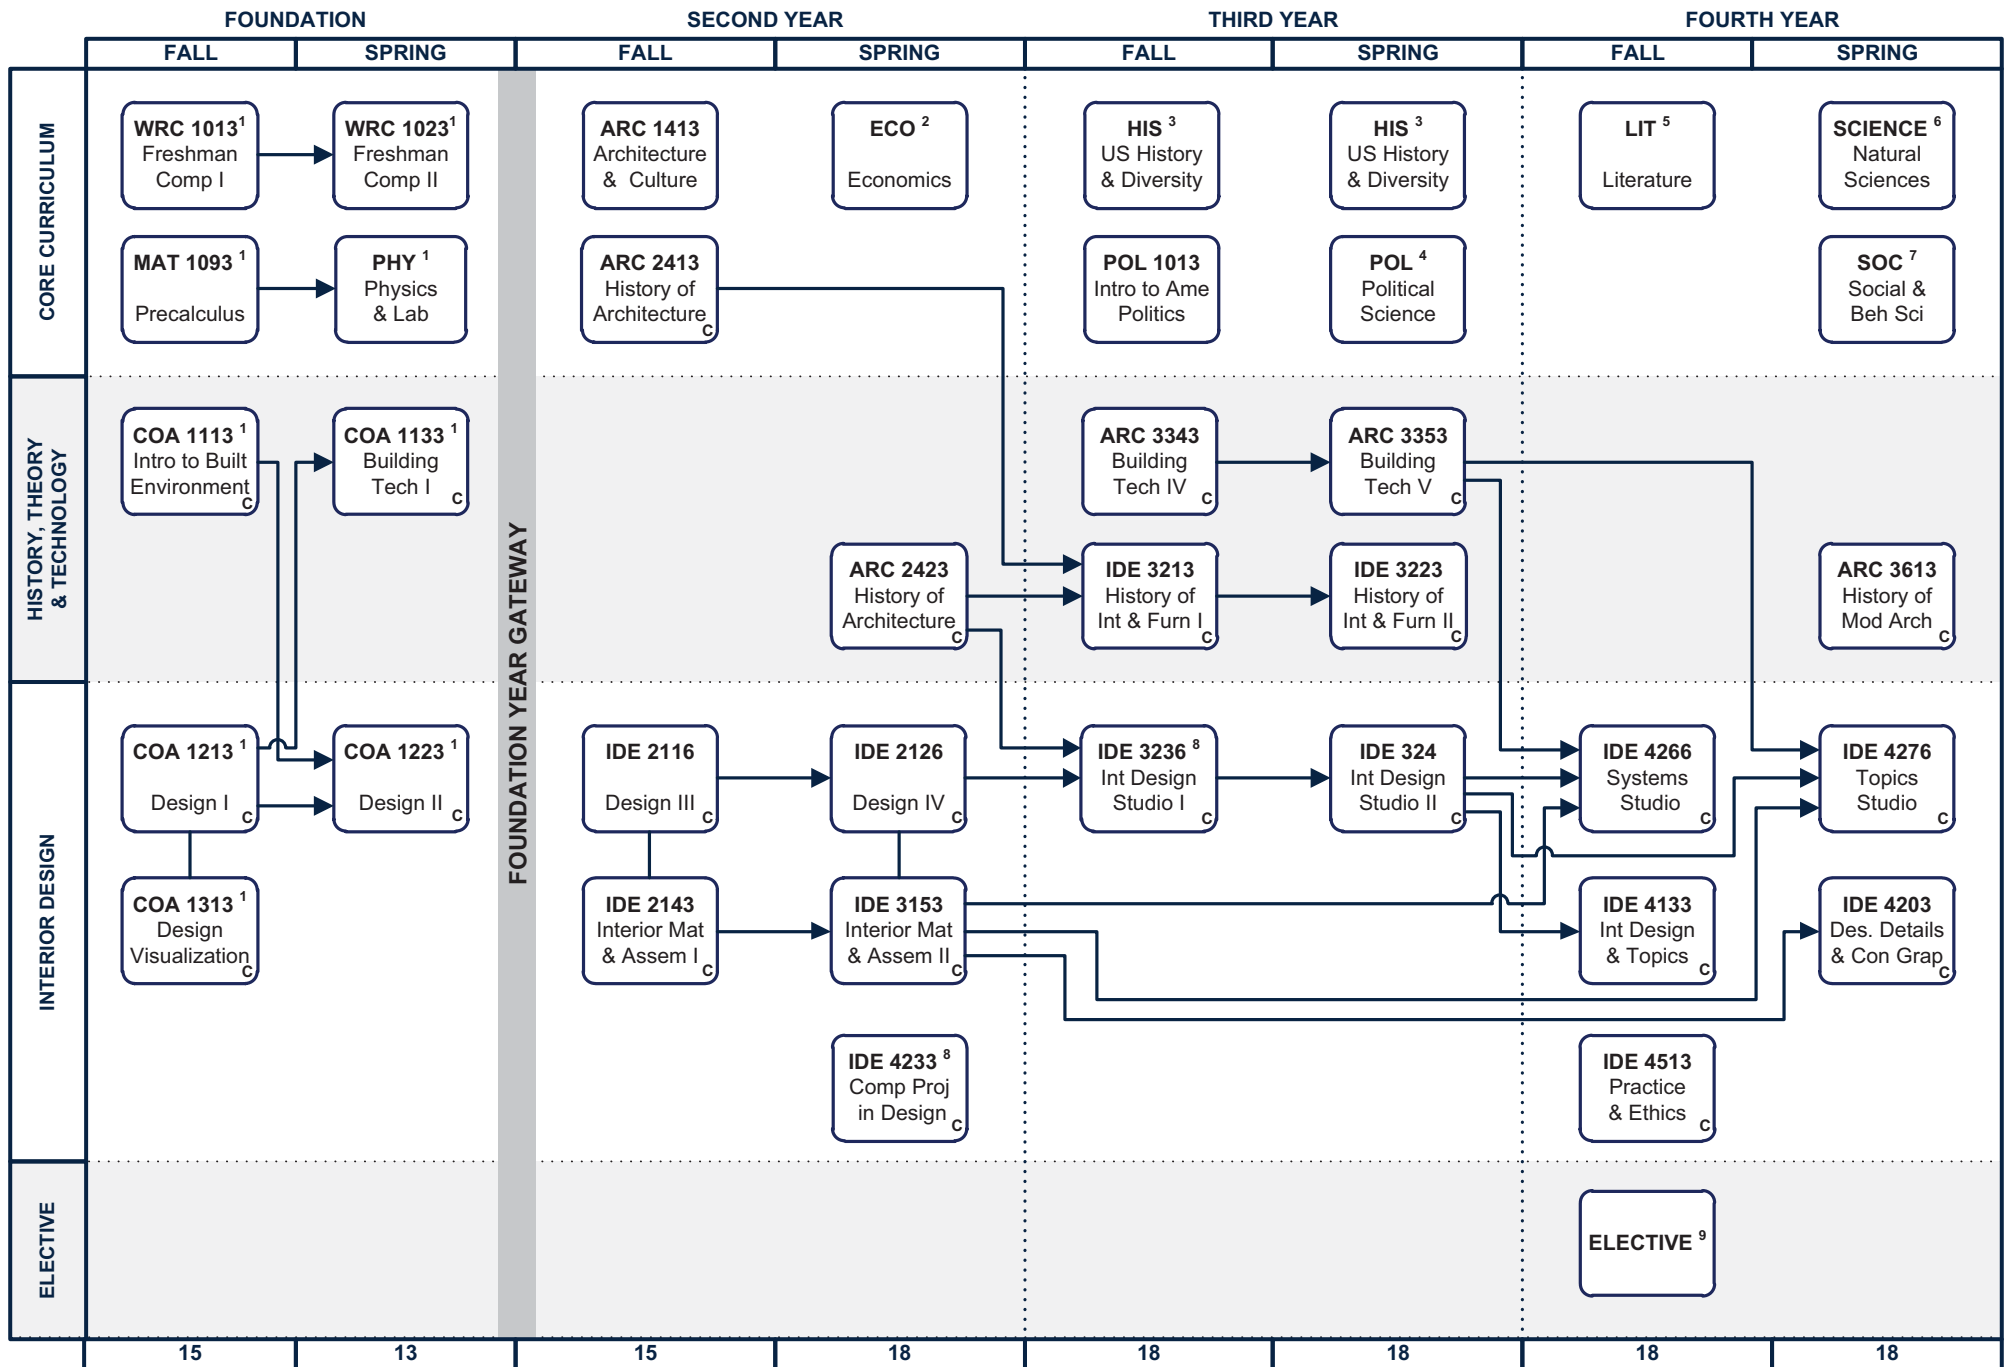 FOUNDATION
SECOND YEAR
THIRD YEAR
FOURTH YEAR
FALL
SPRING
FALL
SPRING
FALL
SPRING
FALL
SPRING
CORE CURRICULUM
WRC 1013 1
Freshman
Comp I
WRC 1023 1
Freshman
Comp II
ARC 1413
Architecture
& Culture
ECO 2
Economics
HIS 3
US History
& Diversity
HIS 3
US History
& Diversity
LIT 5
Literature
SCIENCE 6
Natural
Sciences
MAT 1093 1
Precalculus
PHY 1
Physics
& Lab
ARC 2413
History of
Architecture
C
POL 1013
Intro to Ame
Politics
POL 4
Political
Science
SOC 7
Social &
Beh Sci
HISTORY, THEORY
& TECHNOLOGY
COA 1113 1
Intro to Built
Environment
C
COA 1133 1
Building
Tech I
C
ARC 3343
Building
Tech IV
C
ARC 3353
Building
Tech V
C
FOUNDATION YEAR GATEWAY
ARC 2423
History of
Architecture
C
IDE 3213
History of
Int & Furn I
C
IDE 3223
History of
Int & Furn II
C
ARC 3613
History of
Mod Arch
C
INTERIOR DESIGN
COA 1213 1
Design I
C
COA 1223 1
Design II
C
IDE 2116
Design III
C
IDE 2126
Design IV
C
IDE 3236 8
Int Design
Studio I
C
IDE 324
Int Design
Studio II
C
IDE 4266
Systems
Studio
C
IDE 4276
Topics
Studio
C
COA 1313 1
Design
Visualization
C
IDE 2143
Interior Mat
& Assem I
C
IDE 3153
Interior Mat
& Assem II
C
IDE 4133
Int Design
& Topics
C
IDE 4203
Des. Details
& Con Grap
C
IDE 4233 8
Comp Proj
in Design
C
IDE 4513
Practice
& Ethics
C
ELECTIVE
ELECTIVE 9
15
13
15
18
18
18
18
18